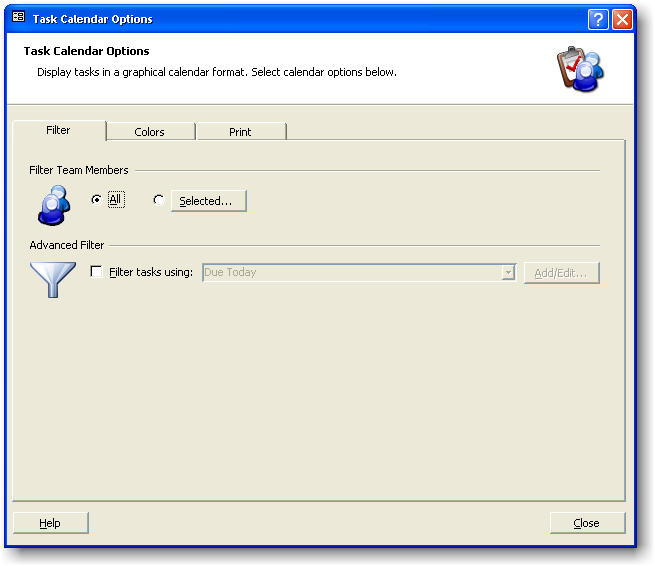 Task Calendar Options
Task Calendar Options
Display tasks in a graphical calendar format. Select calendar options below.
Filter Colors Print
Filter Team Members
All Selected...
Advanced Filter
Filter tasks using: Due Today Add/Edit...
Help Close